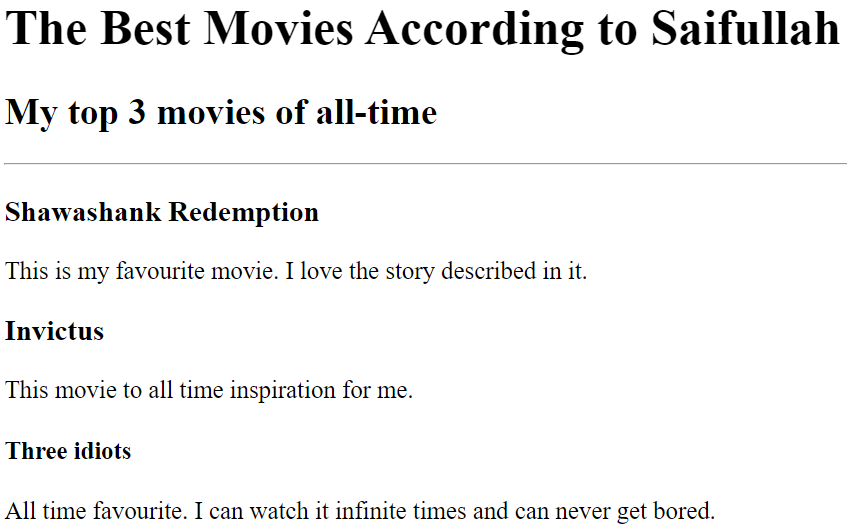 The Best Movies According to Saifullah
My top 3 movies of all-time
Shawashank Redemption
This is my favourite movie. I love the story described in it.
Invictus
This movie to all time inspiration for me.
Three idiots
All time favourite. I can watch it infinite times and can never get bored.